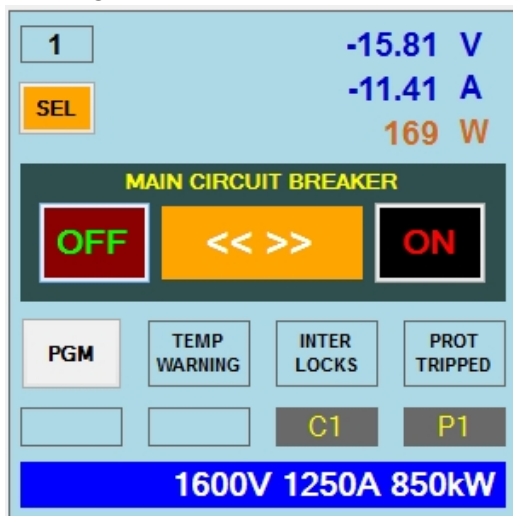 1
-15.81 V
SEL
-11.41 A
169 W
MAIN CIRCUIT BREAKER
OFF << >> ON
PGM
TEMP WARNING
INTER LOCKS
PROT TRIPPED
C1 P1
1600V 1250A 850kW